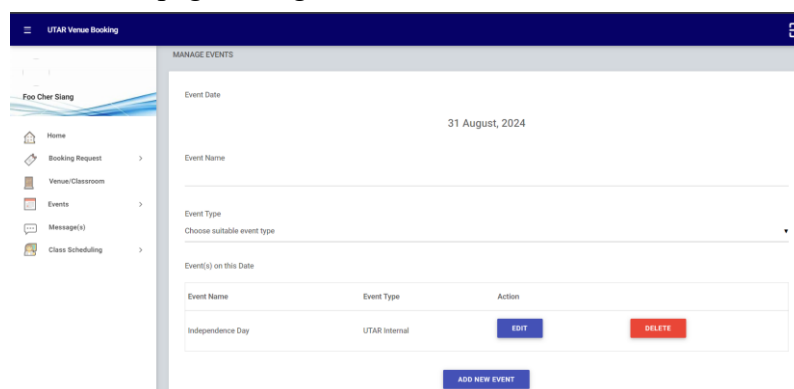 UTAR Venue Booking
MANAGE EVENTS
Foo Cher Siang
Home
Booking Request
Venue/Classroom
Events
Message(s)
Class Scheduling
Event Date
31 August, 2024
Event Name
Event Type
Choose suitable event type
Event(s) on this Date
Event Name Event Type Action
Independence Day UTAR Internal EDIT DELETE
ADD NEW EVENT